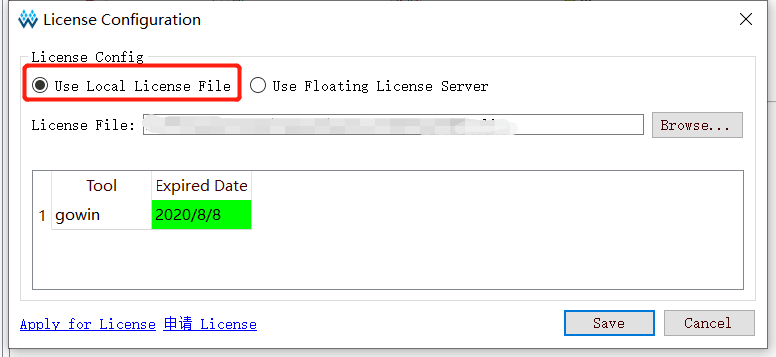 License Configuration
License Config
Use Local License File Use Floating License Server
License File: Browse...
Tool Expired Date
1 gowin 2020/8/8
Apply for License 申请 License Save Cancel